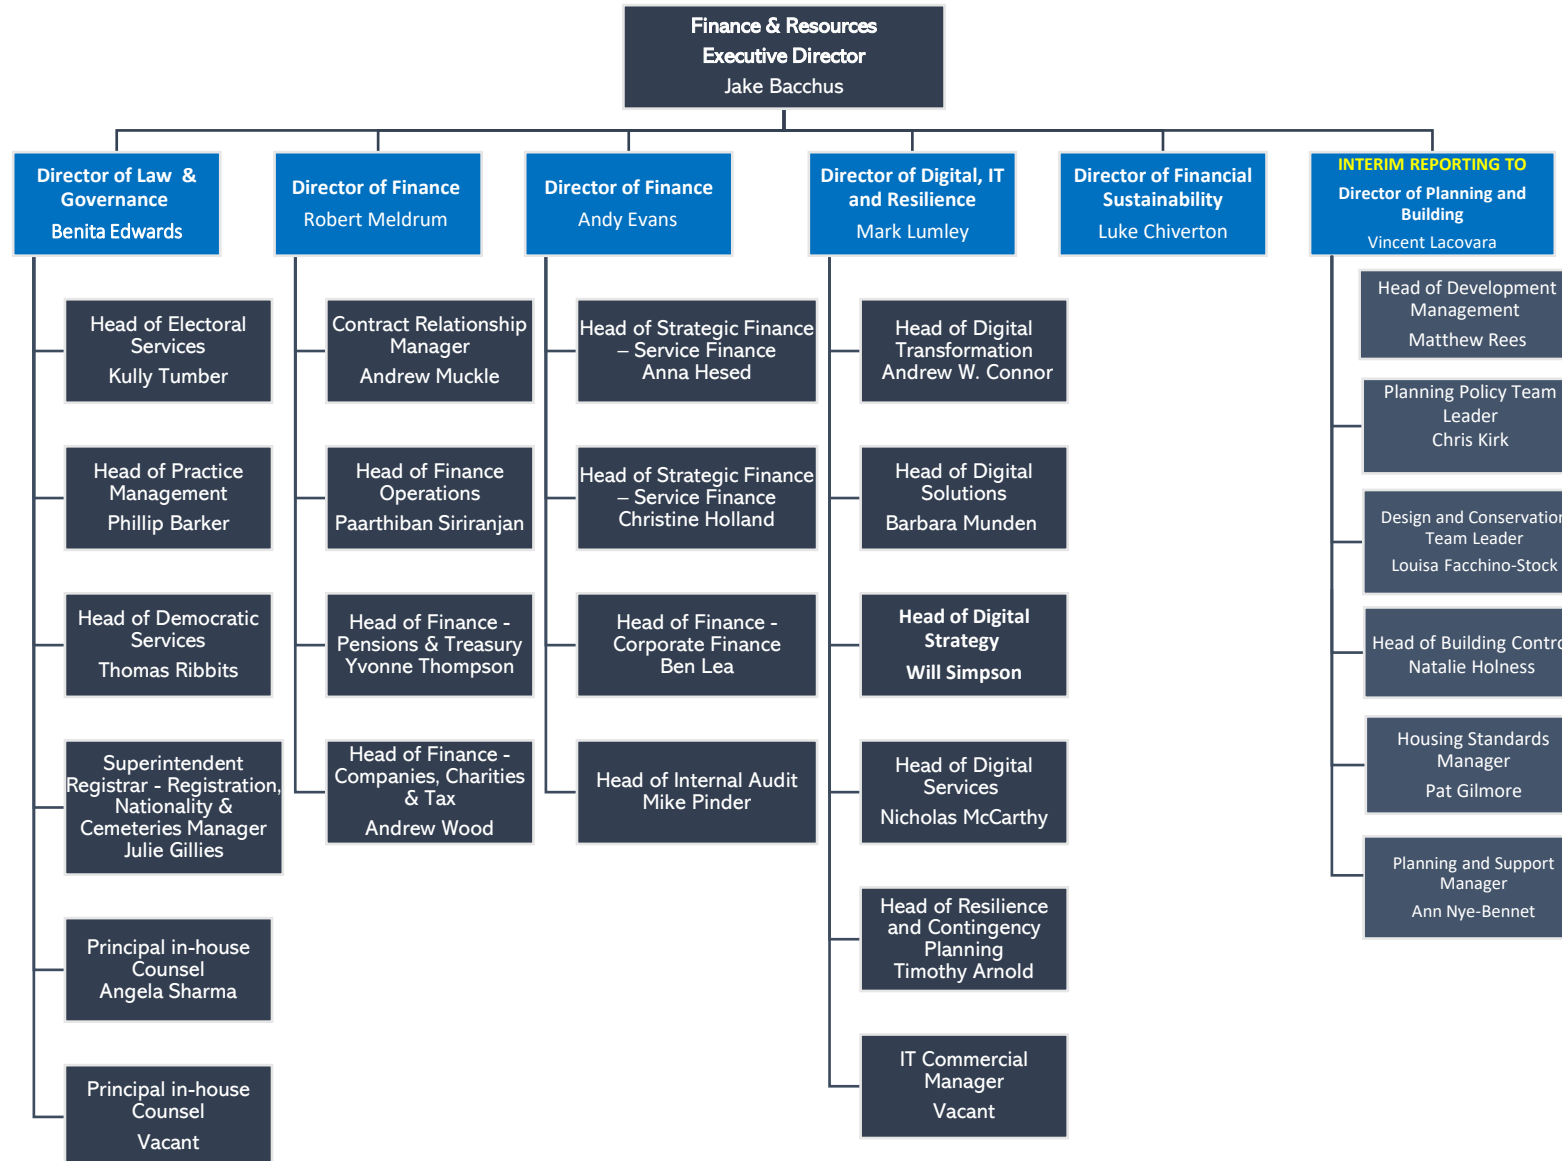 Finance & Resources
Executive Director
Jake Bacchus
Director of Law & 
Governance
Benita Edwards
Director of Finance
Robert Meldrum
Director of Finance
Andy Evans
Director of Digital, IT
and Resilience
Mark Lumley
Director of Financial
Sustainability
Luke Chiverton
INTERIM REPORTING TO
Director of Planning and
Building
Vincent Lacovara
Head of Electoral
Services
Kully Tumber
Head of Practice
Management
Phillip Barker
Head of Democratic
Services
Thomas Ribbits
Superintendent
Registrar - Registration,
Nationality &
Cemeteries Manager
Julie Gillies
Principal in-house
Counsel
Angela Sharma
Principal in-house
Counsel
Vacant
Contract Relationship
Manager
Andrew Muckle
Head of Finance
Operations
Paarthiban Siriranjan
Head of Finance -
Pensions & Treasury
Yvonne Thompson
Head of Finance -
Companies, Charities
& Tax
Andrew Wood
Head of Strategic Finance
– Service Finance
Anna Hesed
Head of Strategic Finance
– Service Finance
Christine Holland
Head of Finance -
Corporate Finance
Ben Lea
Head of Internal Audit
Mike Pinder
Head of Digital
Transformation
Andrew W. Connor
Head of Digital
Solutions
Barbara Munden
Head of Digital
Strategy
Will Simpson
Head of Digital
Services
Nicholas McCarthy
Head of Resilience
and Contingency
Planning
Timothy Arnold
IT Commercial
Manager
Vacant
Head of Development
Management
Matthew Rees
Planning Policy Team
Leader
Chris Kirk
Design and Conservation
Team Leader
Louisa Facchino-Stock
Head of Building Contro
Natalie Holness
Housing Standards
Manager
Pat Gilmore
Planning and Support
Manager
Ann Nye-Bennet